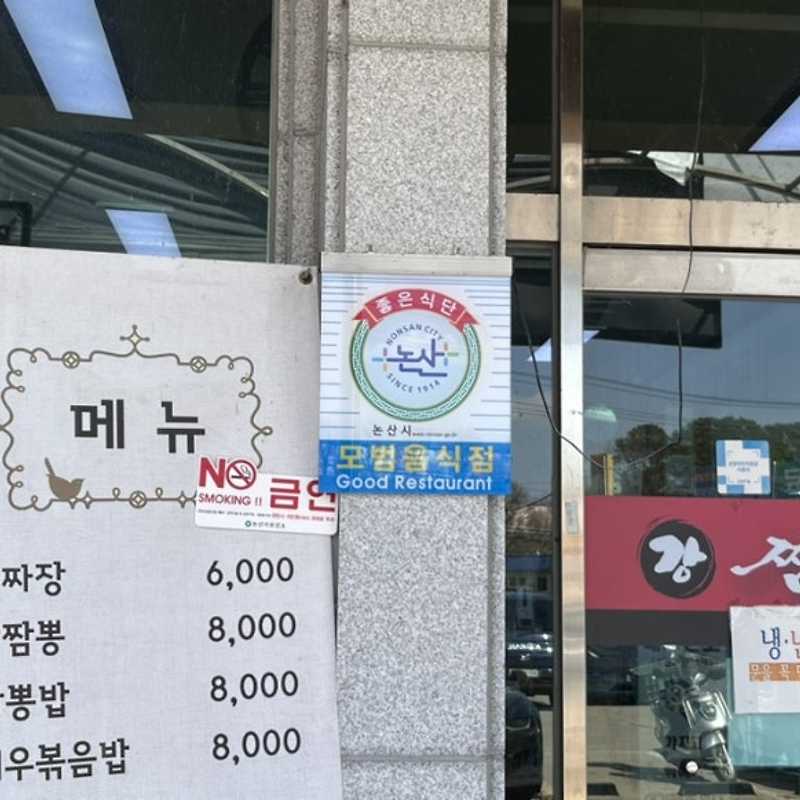 메뉴
NO
SMOKING !! 금연
짜장 6,000
짬뽕 8,000
뽕밥 8,000
우볶음밥 8,000
좋은식단
NONSAN CITY
논산
SINCE 1914
논산시
모범음식점
Good Restaurant
강
냉·